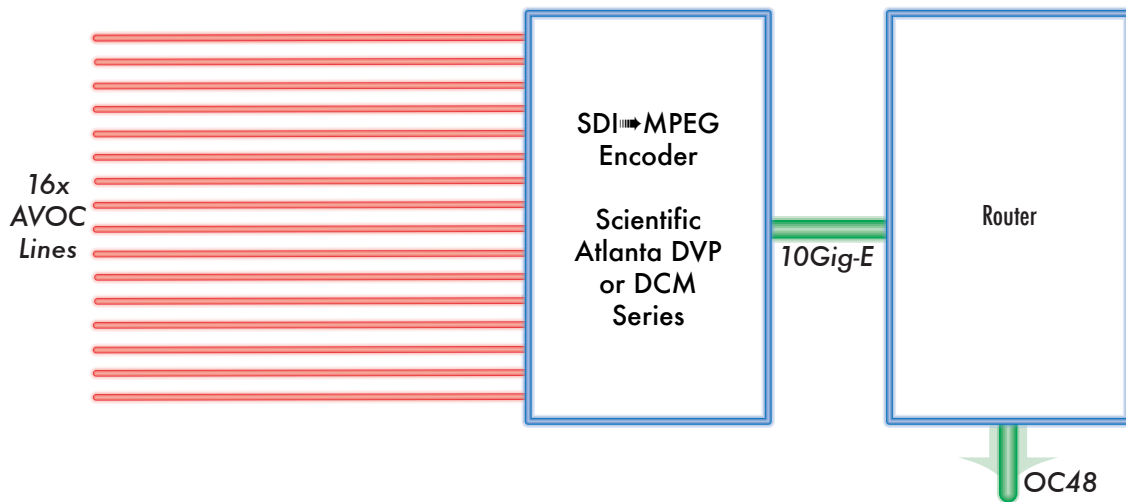 16x
AVOC
Lines
SDI➠MPEG
Encoder
Scientific
Atlanta DVP
or DCM
Series
10Gig-E
Router
OC48